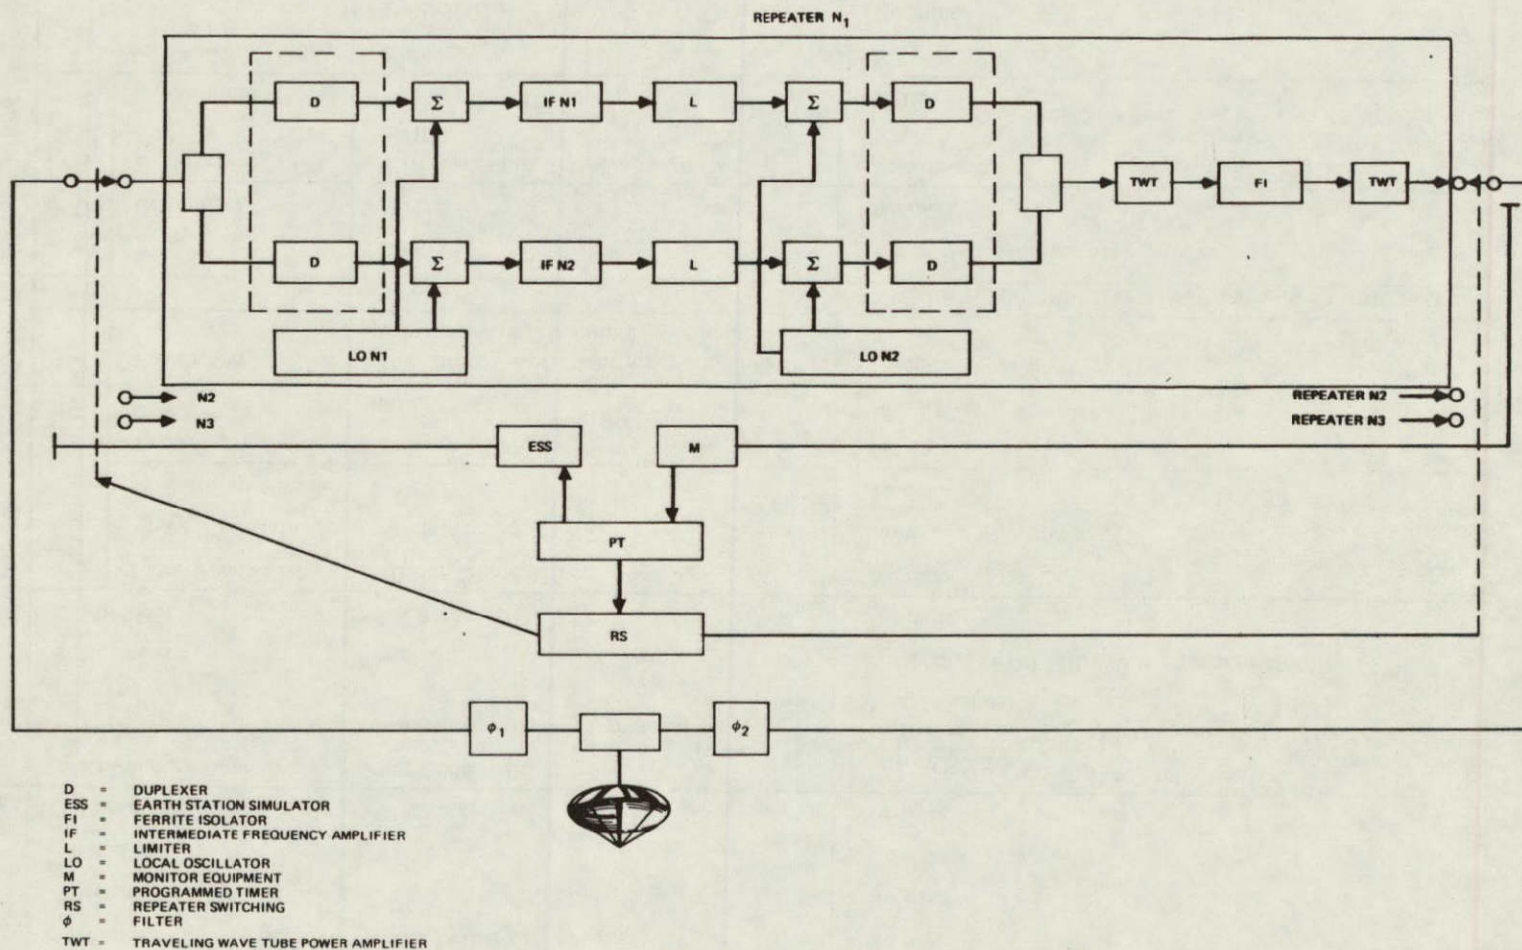 REPEATER N1
D Σ IF N1 L Σ D
TWT FI TWT
D Σ IF N2 L Σ D
LO N1 LO N2
N2 REPEATER N2
N3 REPEATER N3
ESS M
PT
RS
ϕ1 ϕ2
D = DUPLEXER
ESS = EARTH STATION SIMULATOR
FI = FERRITE ISOLATOR
IF = INTERMEDIATE FREQUENCY AMPLIFIER
L = LIMITER
LO = LOCAL OSCILLATOR
M = MONITOR EQUIPMENT
PT = PROGRAMMED TIMER
RS = REPEATER SWITCHING
ϕ = FILTER
TWT = TRAVELING WAVE TUBE POWER AMPLIFIER